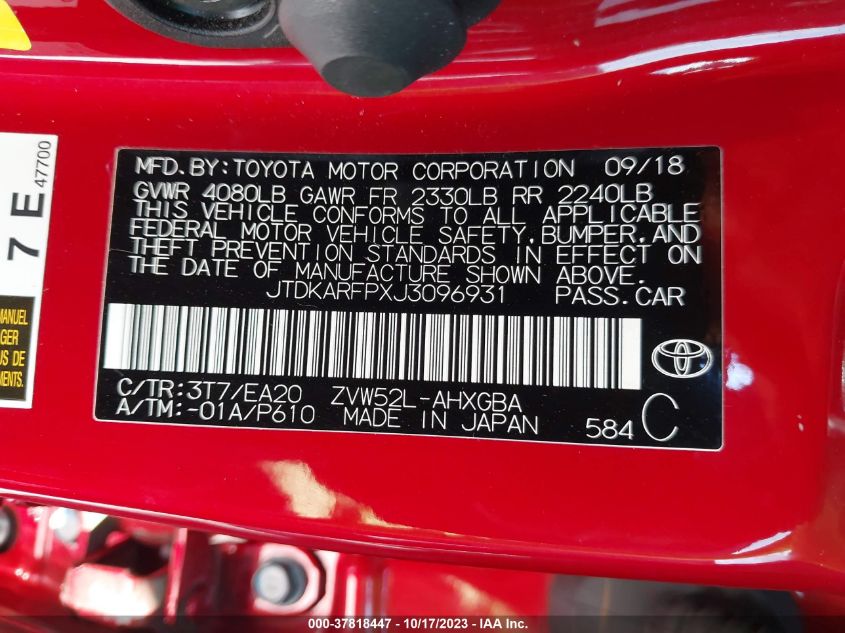 7 E 47700
MANUEL
GER
US DE
MENTS.
MFD.BY:TOYOTA MOTOR CORPORATION 09/18
GVWR 4080LB GAWR FR 2330LB RR 2240LB
THIS VEHICLE CONFORMS TO ALL APPLICABLE
FEDERAL MOTOR VEHICLE SAFETY,BUMPER,AND
THEFT PREVENTION STANDARDS IN EFFECT ON
THE DATE OF MANUFACTURE SHOWN ABOVE.
JTDKARFPXJ3096931 PASS.CAR
C/TR:3T7/EA20 ZVW52L-AHXGBA
A/TM:-01A/P610 MADE IN JAPAN 584 C
000-37818447 - 10/17/2023 - IAA Inc.